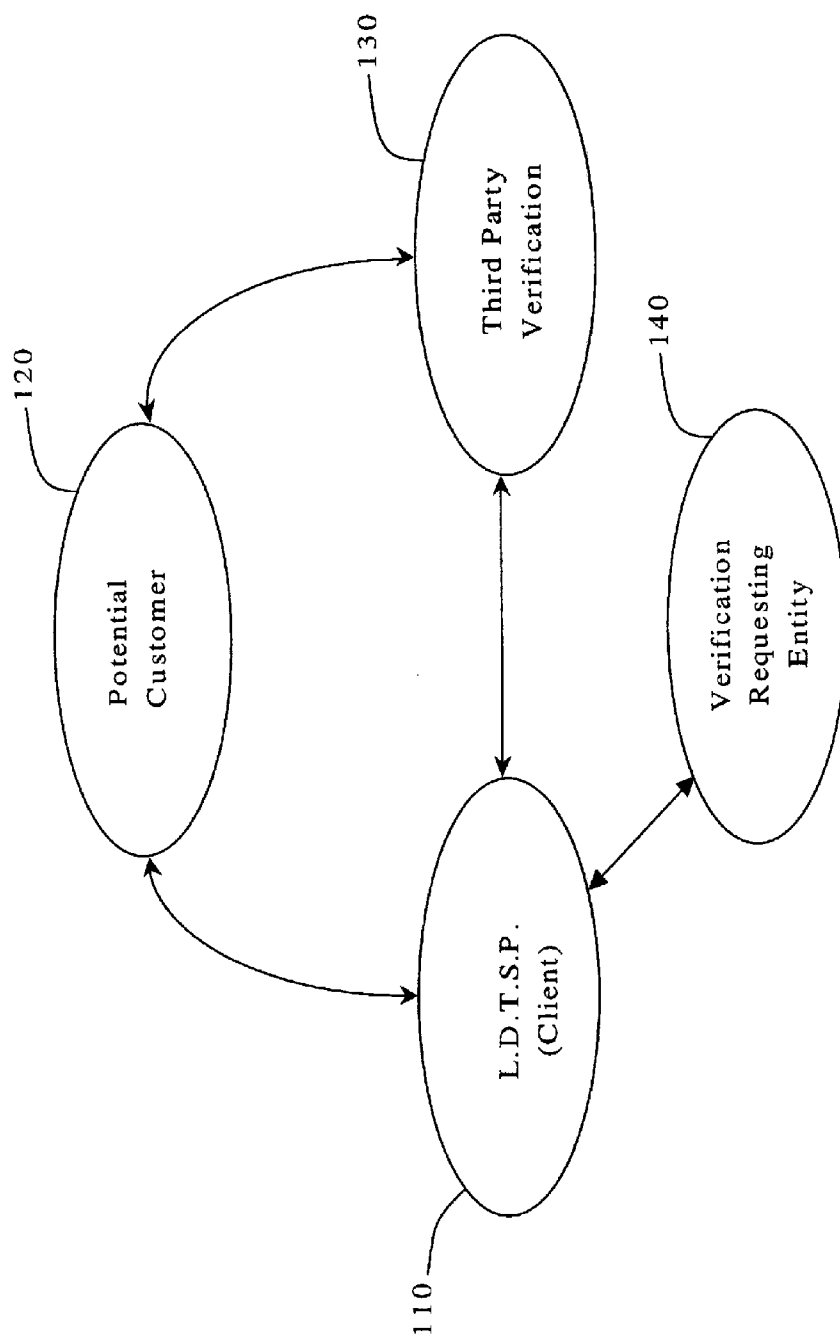 120
Potential
Customer
130
Third Party
Verification
110
L.D.T.S.P.
(Client)
140
Verification
Requesting
Entity